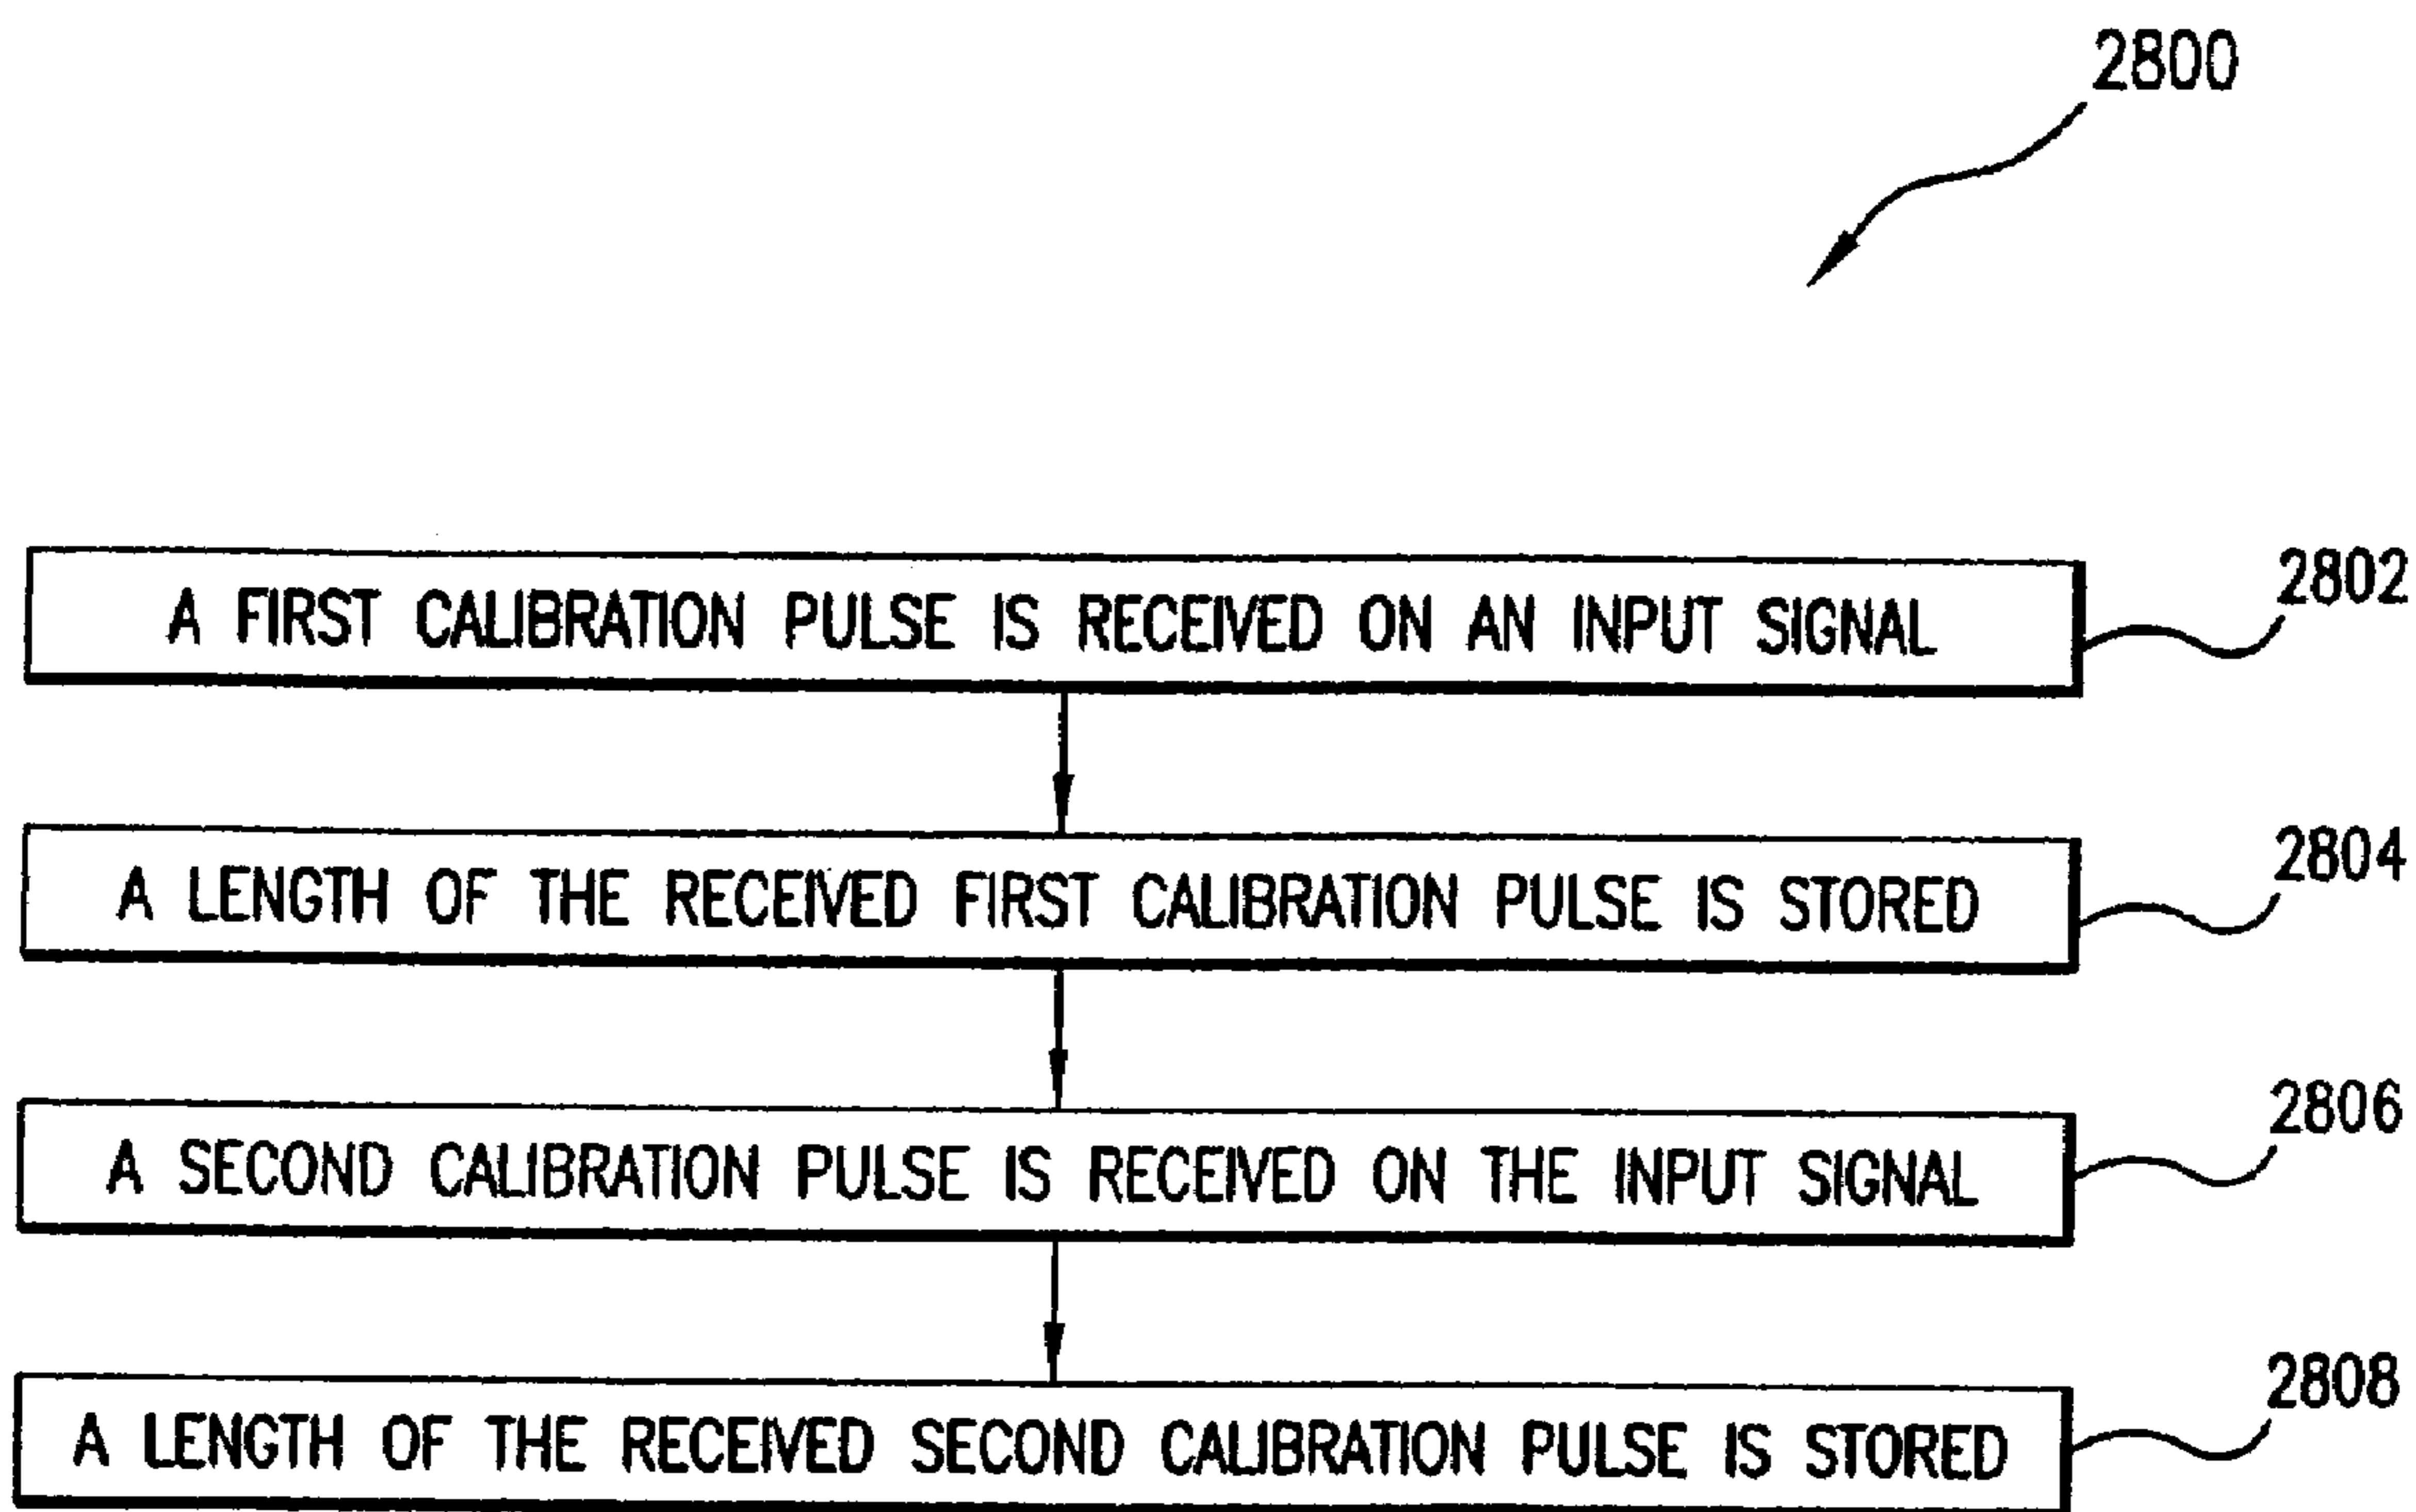 2800
A FIRST CALIBRATION PULSE IS RECEIVED ON AN INPUT SIGNAL
2802
A LENGTH OF THE RECEIVED FIRST CALIBRATION PULSE IS STORED
2804
A SECOND CALIBRATION PULSE IS RECEIVED ON THE INPUT SIGNAL
2806
A LENGTH OF THE RECEIVED SECOND CALIBRATION PULSE IS STORED
2808